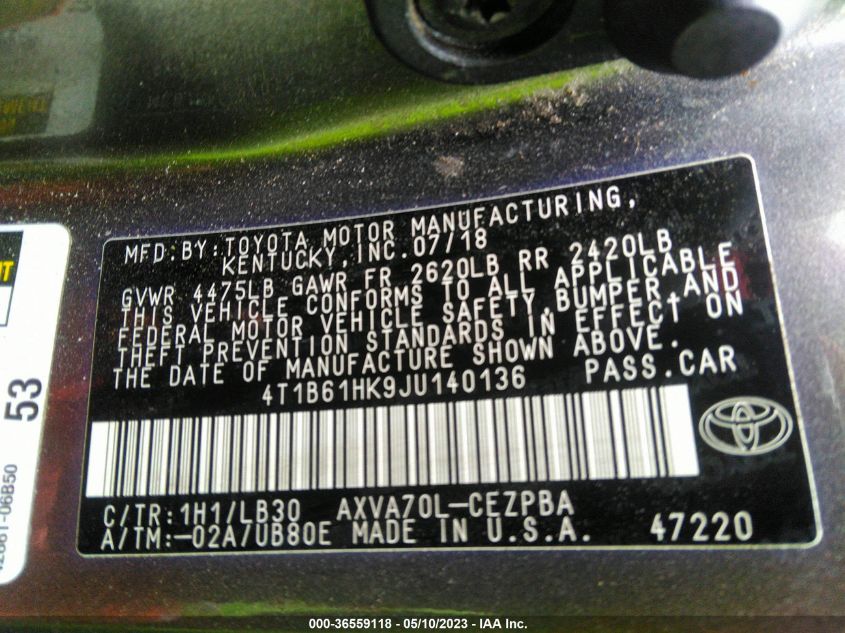 MFD.BY:TOYOTA MOTOR MANUFACTURING,
KENTUCKY,INC.07/18
GVWR 4475LB GAWR FR 2620LB RR 2420LB
THIS VEHICLE CONFORMS TO ALL APPLICABLE
FEDERAL MOTOR VEHICLE SAFETY,BUMPER,AND
THEFT PREVENTION STANDARDS IN EFFECT ON
THE DATE OF MANUFACTURE SHOWN ABOVE.
4T1B61HK9JU140136 PASS.CAR
C/TR:1H1/LB30 AXVA70L-CEZPBA
A/TM:-02A/UB80E MADE IN U.S.A. 47220
53
000-36559118 - 05/10/2023 - IAA Inc.